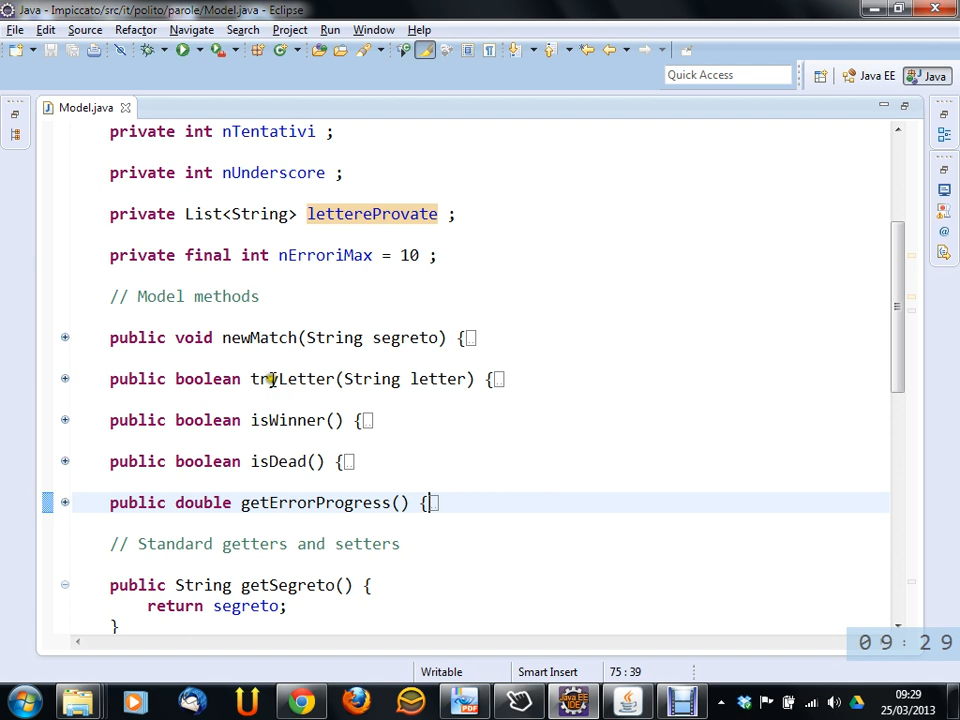 Java - Impiccato/src/it/polito/parole/Model.java - Eclipse
File Edit Source Refactor Navigate Search Project Run Window Help
Quick Access
Java EE
Java
Model.java
private int nTentativi ;
private int nUnderscore ;
private List<String> lettereProvate ;
private final int nErroriMax = 10 ;
// Model methods
public void newMatch(String segreto) {
public boolean tryLetter(String letter) {
public boolean isWinner() {
public boolean isDead() {
public double getErrorProgress() {
// Standard getters and setters
public String getSegreto() {
return segreto;
}
09:29
Writable
Smart Insert
75 : 39
PDF
Java EE
IDE
09:29
25/03/2013